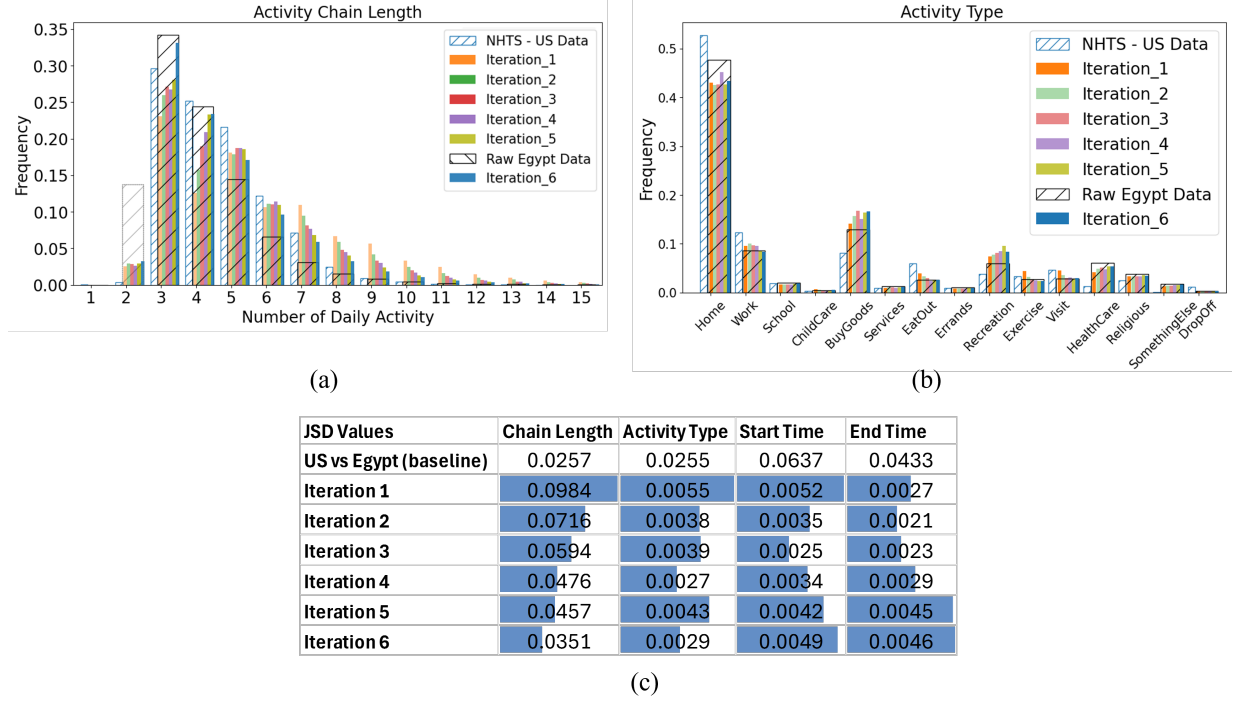 Activity Chain Length
Frequency
0.35
0.30
0.25
0.20
0.15
0.10
0.05
0.00
NHTS - US Data
Iteration_1
Iteration_2
Iteration_3
Iteration_4
Iteration_5
Raw Egypt Data
Iteration_6
1 2 3 4 5 6 7 8 9 10 11 12 13 14 15
Number of Daily Activity
(a)
Activity Type
Frequency
0.5
0.4
0.3
0.2
0.1
0.0
NHTS - US Data
Iteration_1
Iteration_2
Iteration_3
Iteration_4
Iteration_5
Raw Egypt Data
Iteration_6
Home
Work
School
ChildCare
BuyGoods
Services
EatOut
Errands
Recreation
Exercise
Visit
HealthCare
Religious
SomethingElse
DropOff
(b)
JSD Values Chain Length Activity Type Start Time End Time
US vs Egypt (baseline) 0.0257 0.0255 0.0637 0.0433
Iteration 1 0.0984 0.0055 0.0052 0.0027
Iteration 2 0.0716 0.0038 0.0035 0.0021
Iteration 3 0.0594 0.0039 0.0025 0.0023
Iteration 4 0.0476 0.0027 0.0034 0.0029
Iteration 5 0.0457 0.0043 0.0042 0.0045
Iteration 6 0.0351 0.0029 0.0049 0.0046
(c)